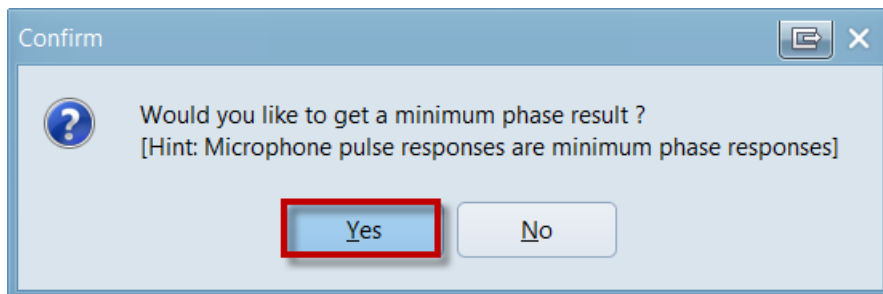 Confirm
Would you like to get a minimum phase result ?
[Hint: Microphone pulse responses are minimum phase responses]
Yes
No